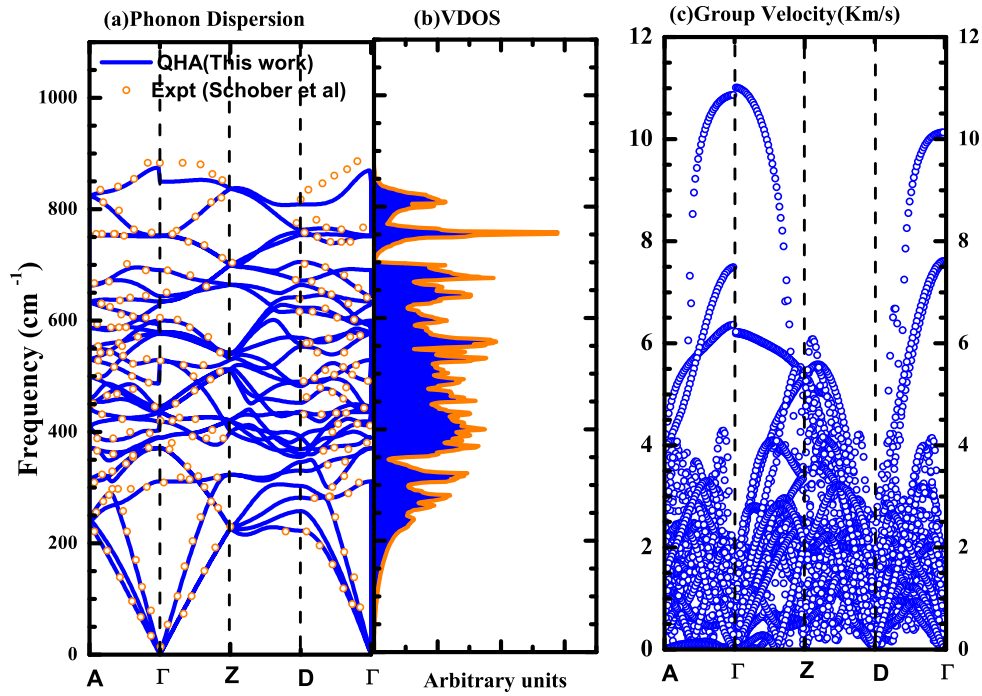 (a)Phonon Dispersion
(b)VDOS
(c)Group Velocity(Km/s)
QHA(This work)
Expt (Schober et al)
Frequency (cm -1)
1000
800
600
400
200
0
A Γ Z D Γ
Arbitrary units
12
10
8
6
4
2
0
A Γ Z D Γ
12
10
8
6
4
2
0